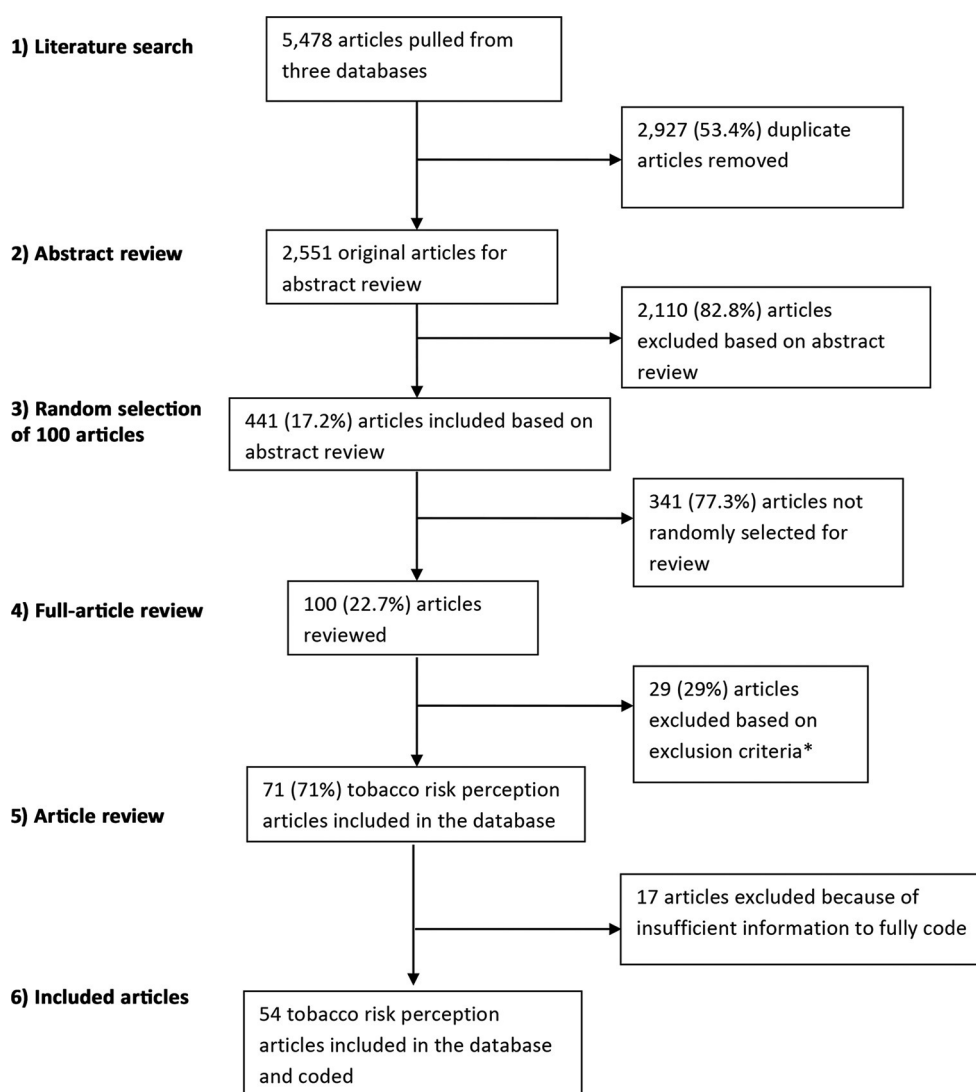 1) Literature search
5,478 articles pulled from
three databases
2,927 (53.4%) duplicate
articles removed
2) Abstract review
2,551 original articles for
abstract review
2,110 (82.8%) articles
excluded based on abstract
review
3) Random selection
of 100 articles
441 (17.2%) articles included based on
abstract review
341 (77.3%) articles not
randomly selected for
review
4) Full-article review
100 (22.7%) articles
reviewed
29 (29%) articles
excluded based on
exclusion criteria*
5) Article review
71 (71%) tobacco risk perception
articles included in the database
17 articles excluded because of
insufficient information to fully code
6) Included articles
54 tobacco risk perception
articles included in the database
and coded